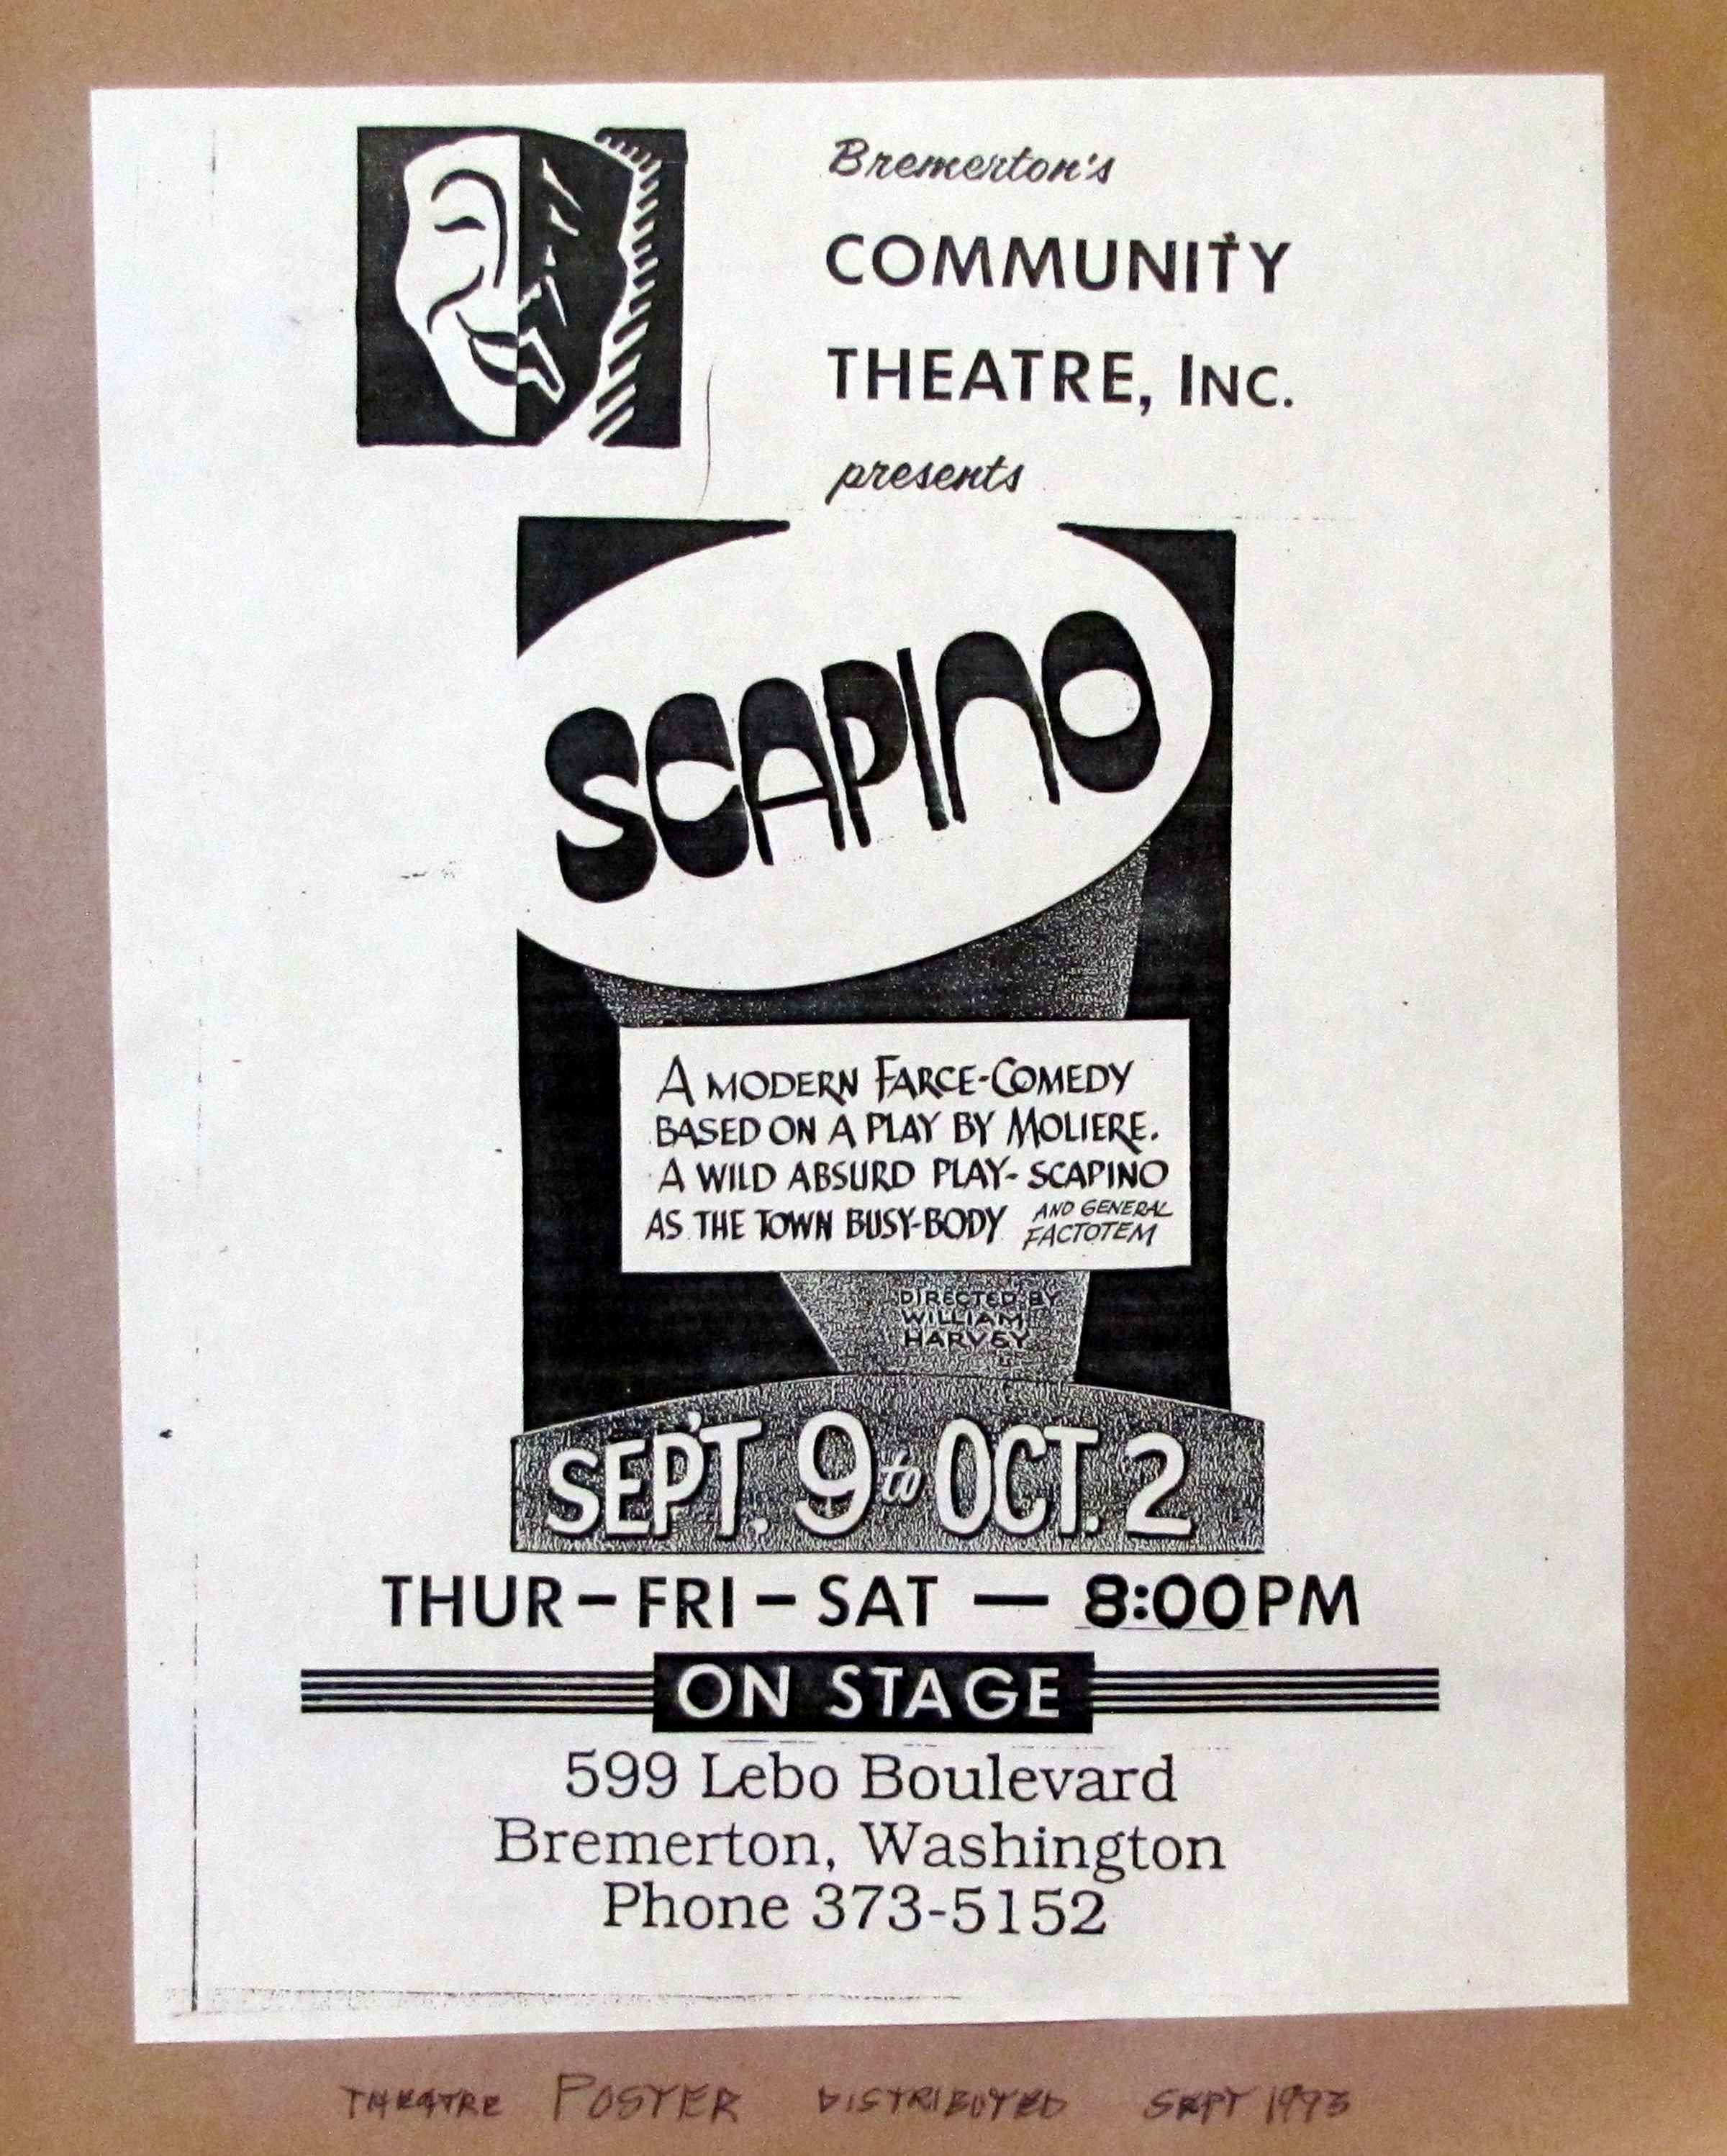 Bremerton's
COMMUNITY
THEATRE, INC.
presents
SCAPINO
A MODERN FARCE-COMEDY
BASED ON A PLAY BY MOLIERE.
A WILD ABSURD PLAY- SCAPINO
AS THE TOWN BUSY-BODY AND GENERAL FACTOTEM
DIRECTED BY
WILLIAM
HARVEY
SEP'T. 9 to OCT. 2
THUR – FRI – SAT — 8:00PM
ON STAGE
599 Lebo Boulevard
Bremerton, Washington
Phone 373-5152
THEATRE POSTER DISTRIBUTED SEPT 1993